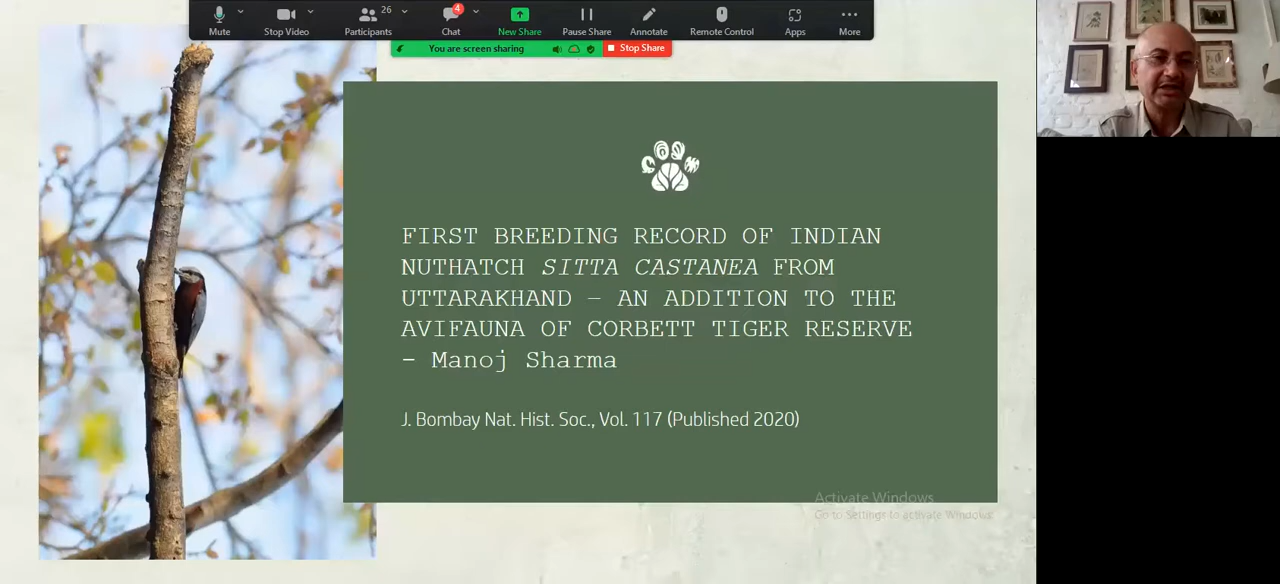 26
4
Mute
Stop Video
Participants
Chat
New Share
Pause Share
Annotate
Remote Control
Apps
More
You are screen sharing
Stop Share
FIRST BREEDING RECORD OF INDIAN
NUTHATCH SITTA CASTANEA FROM
UTTARAKHAND – AN ADDITION TO THE
AVIFAUNA OF CORBETT TIGER RESERVE
– Manoj Sharma
J. Bombay Nat. Hist. Soc., Vol. 117 (Published 2020)
Activate Windows
Go to Settings to activate Windows.